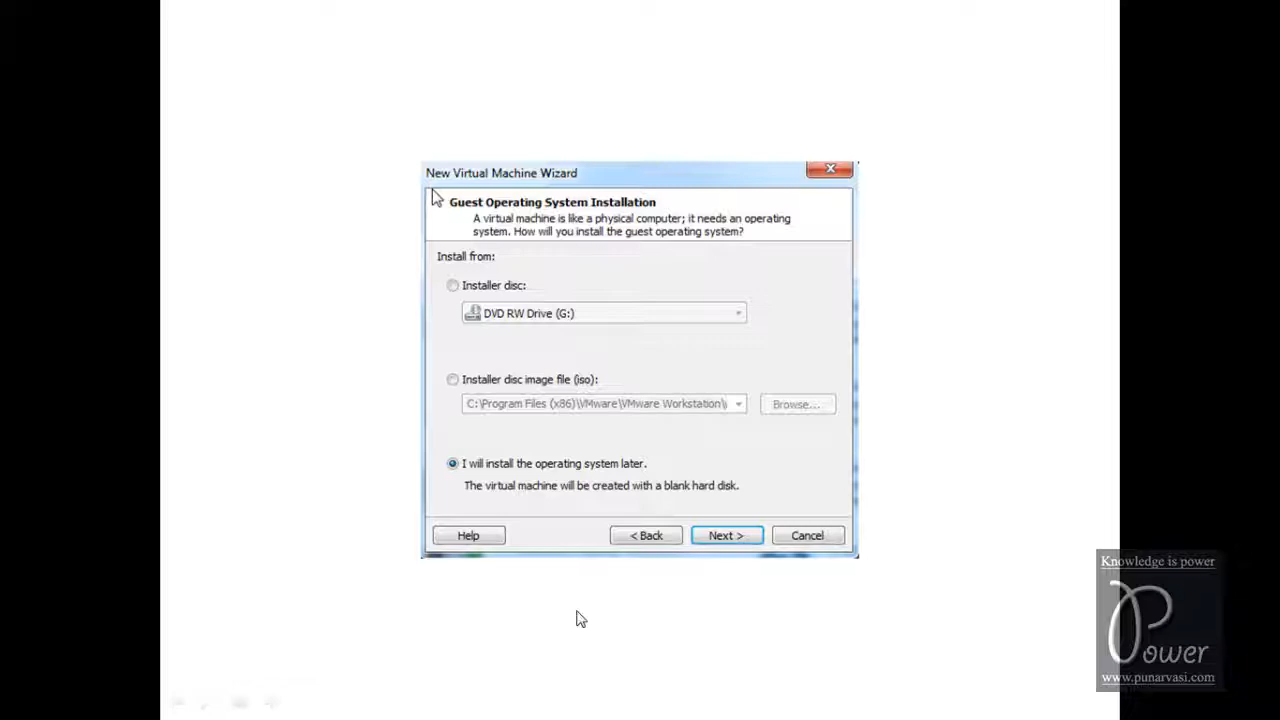 New Virtual Machine Wizard
Guest Operating System Installation
A virtual machine is like a physical computer; it needs an operating
system. How will you install the guest operating system?
Install from:
Installer disc:
DVD RW Drive (G:)
Installer disc image file (iso):
C:\Program Files (x86)\VMware\VMware Workstation\
Browse...
I will install the operating system later.
The virtual machine will be created with a blank hard disk.
Help
< Back
Next >
Cancel
Knowledge is power
Power
www.punarvasi.com